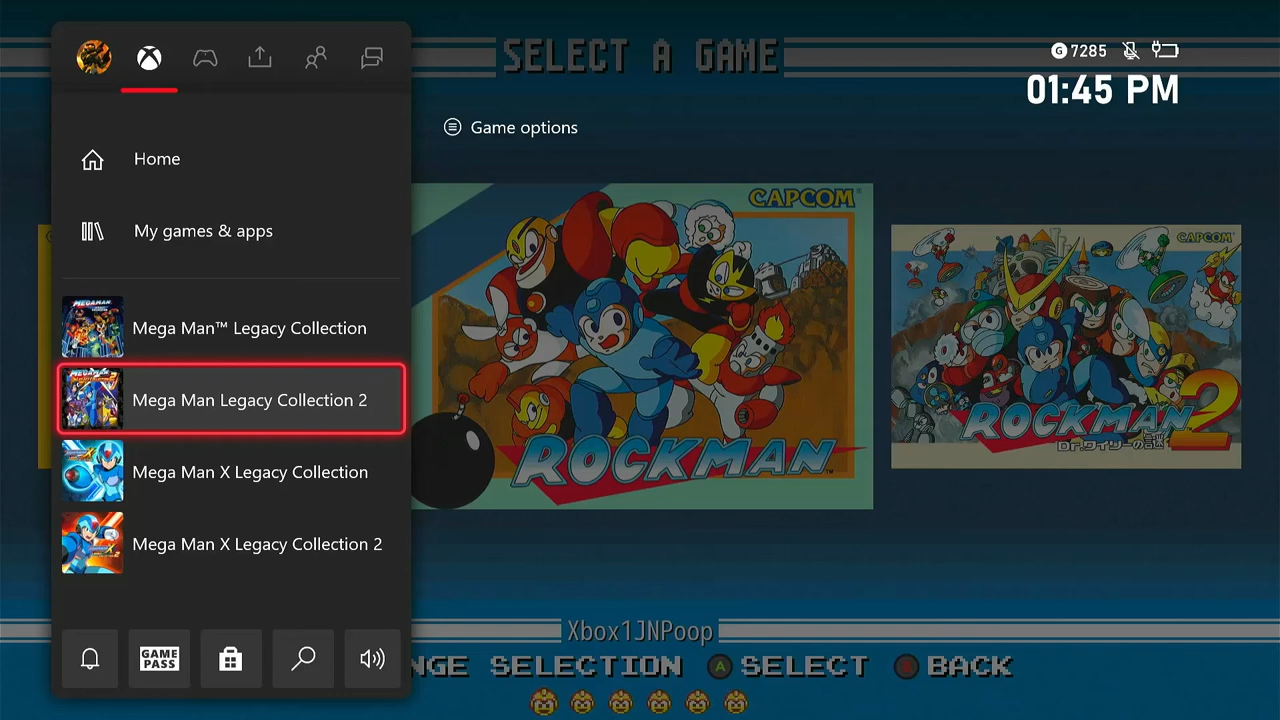 SELECT A GAME
7285
01:45 PM
Game options
Home
My games & apps
Mega Man™ Legacy Collection
Mega Man Legacy Collection 2
Mega Man X Legacy Collection
Mega Man X Legacy Collection 2
GAME
PASS
CAPCOM
ROCKMAN
CAPCOM
ROCKMAN 2
Dr.ワイリーの謎
Xbox1JNPoop
NGE SELECTION A SELECT B BACK